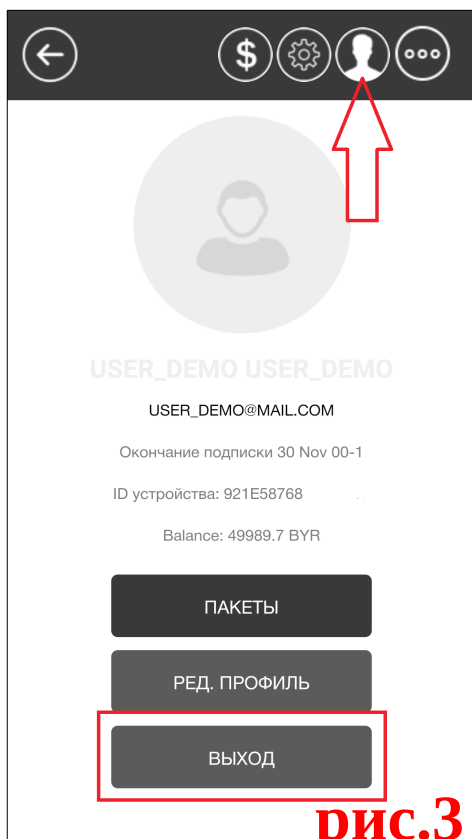 $
USER_DEMO USER_DEMO
USER_DEMO@MAIL.COM
Окончание подписки 30 Nov 00-1
ID устройства: 921E58768
Balance: 49989.7 BYR
ПАКЕТЫ
РЕД. ПРОФИЛЬ
ВЫХОД
рис.3